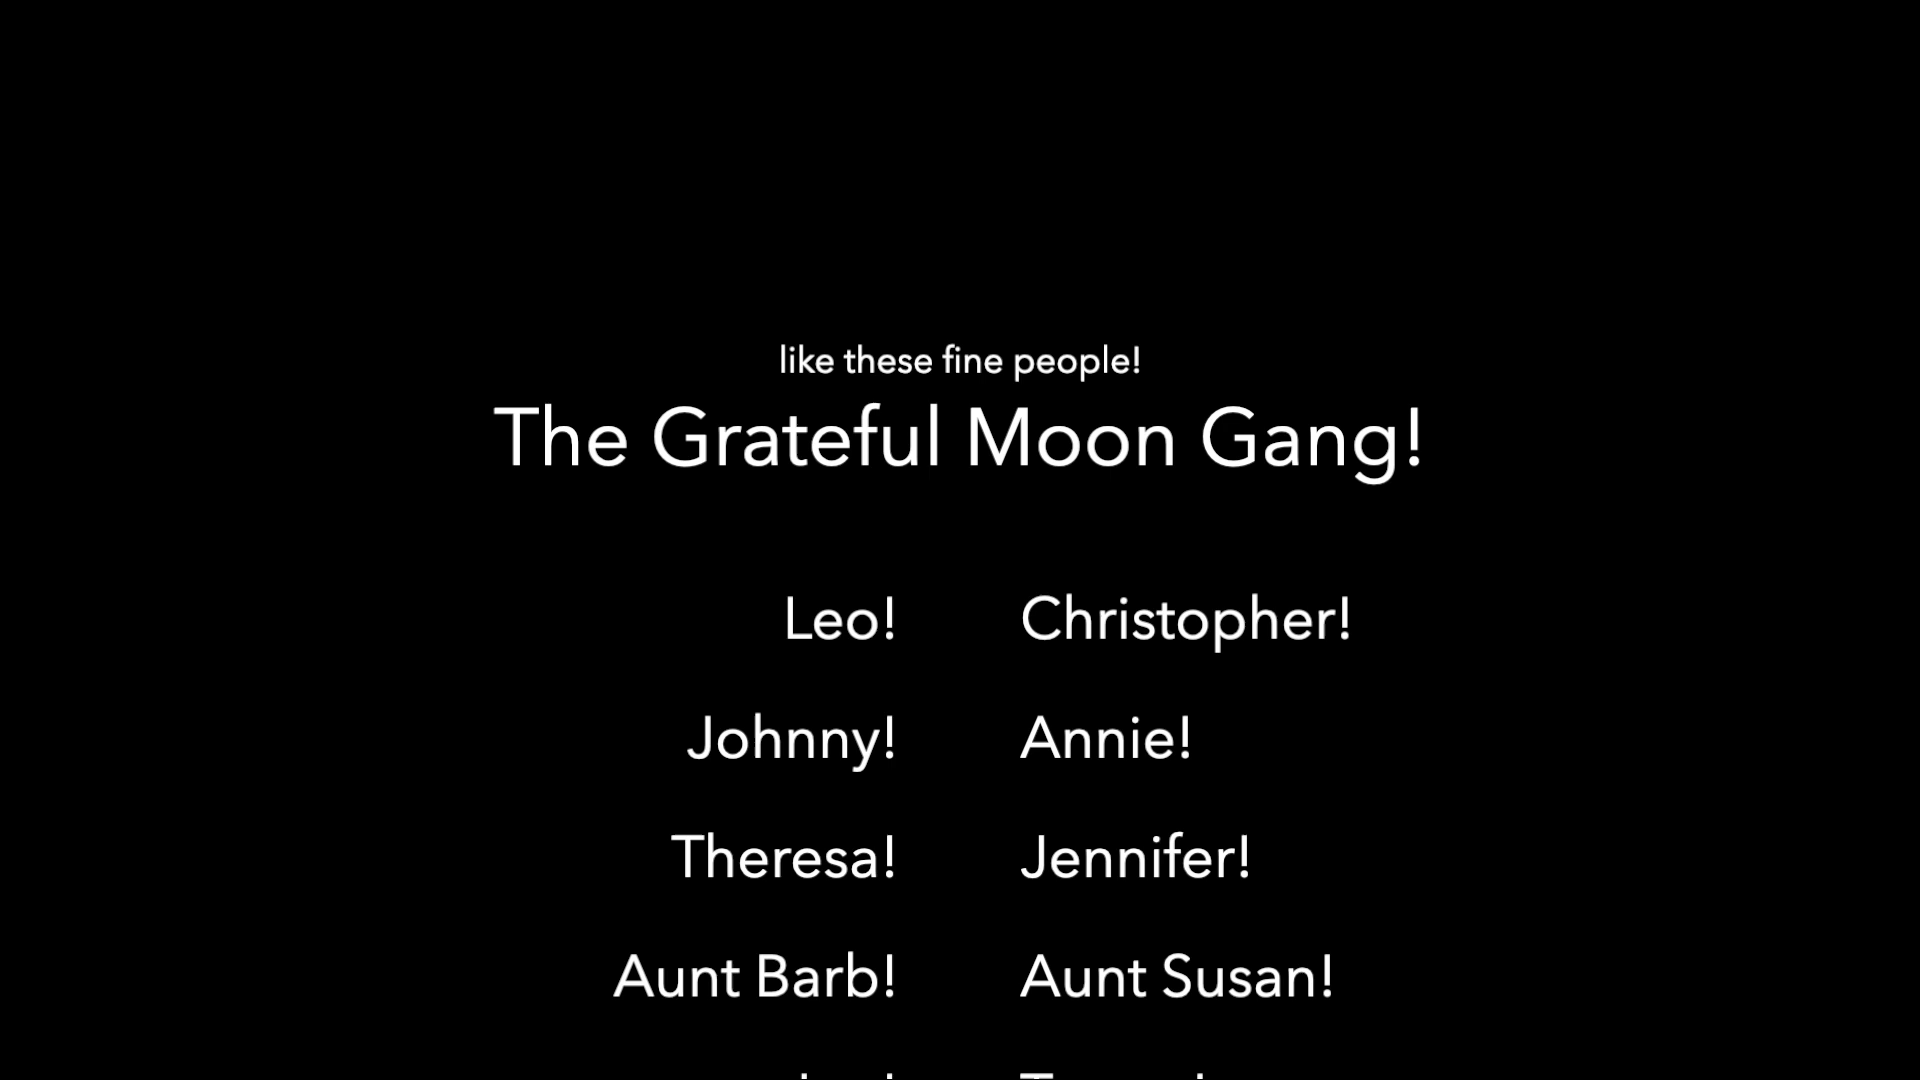 like these fine people!
The Grateful Moon Gang!
Leo! Christopher!
Johnny! Annie!
Theresa! Jennifer!
Aunt Barb! Aunt Susan!